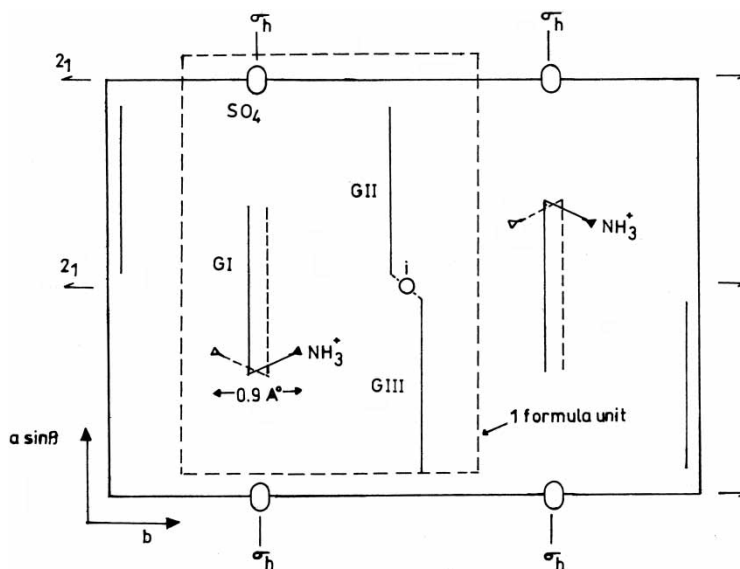 σh σh
2₁
SO₄
GII
NH₃⁺
GI
i
2₁
NH₃⁺
GIII
0.9 A°
1 formula unit
a sinβ
b
σh σh